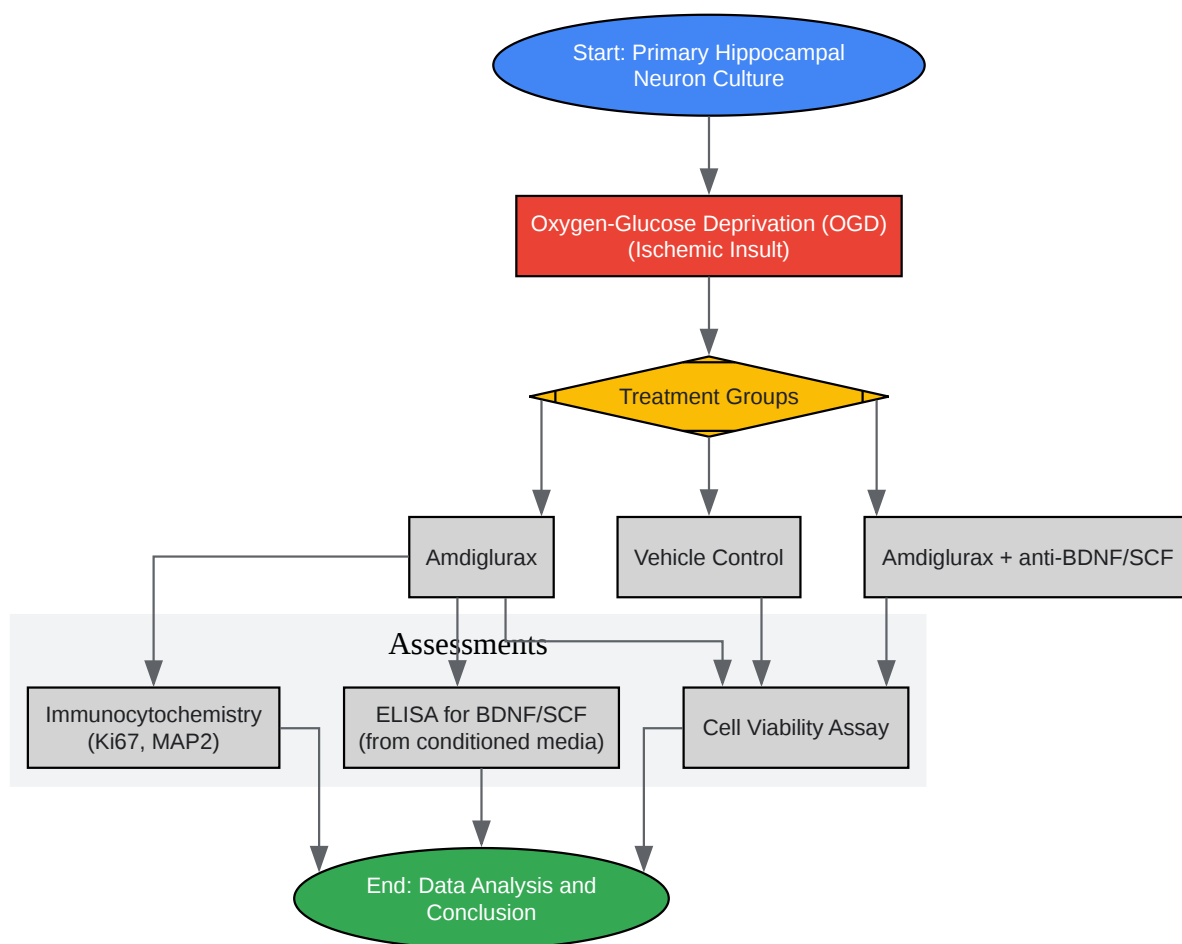 Start: Primary Hippocampal
Neuron Culture
Oxygen-Glucose Deprivation (OGD)
(Ischemic Insult)
Treatment Groups
Amdiglurax
Vehicle Control
Amdiglurax + anti-BDNF/SCF
Assessments
Immunocytochemistry
(Ki67, MAP2)
ELISA for BDNF/SCF
(from conditioned media)
Cell Viability Assay
End: Data Analysis and
Conclusion